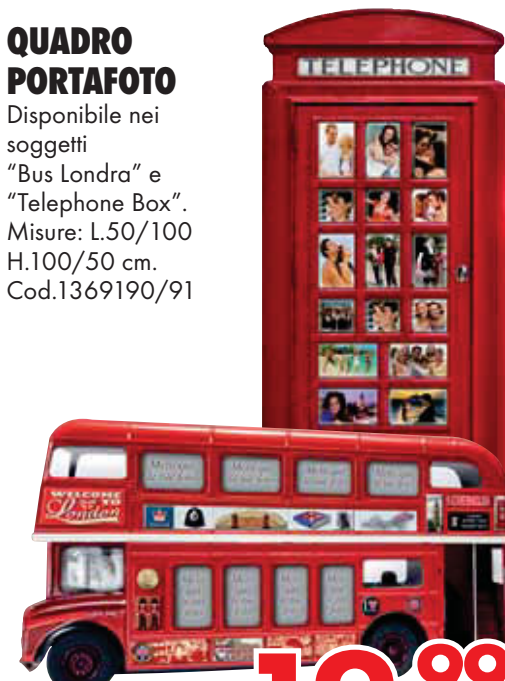 QUADRO
PORTAFOTO
Disponibile nei
soggetti
“Bus Londra” e
“Telephone Box”.
Misure: L.50/100
H.100/50 cm.
Cod.1369190/91
TELEPHONE
WELCOME
TO
London